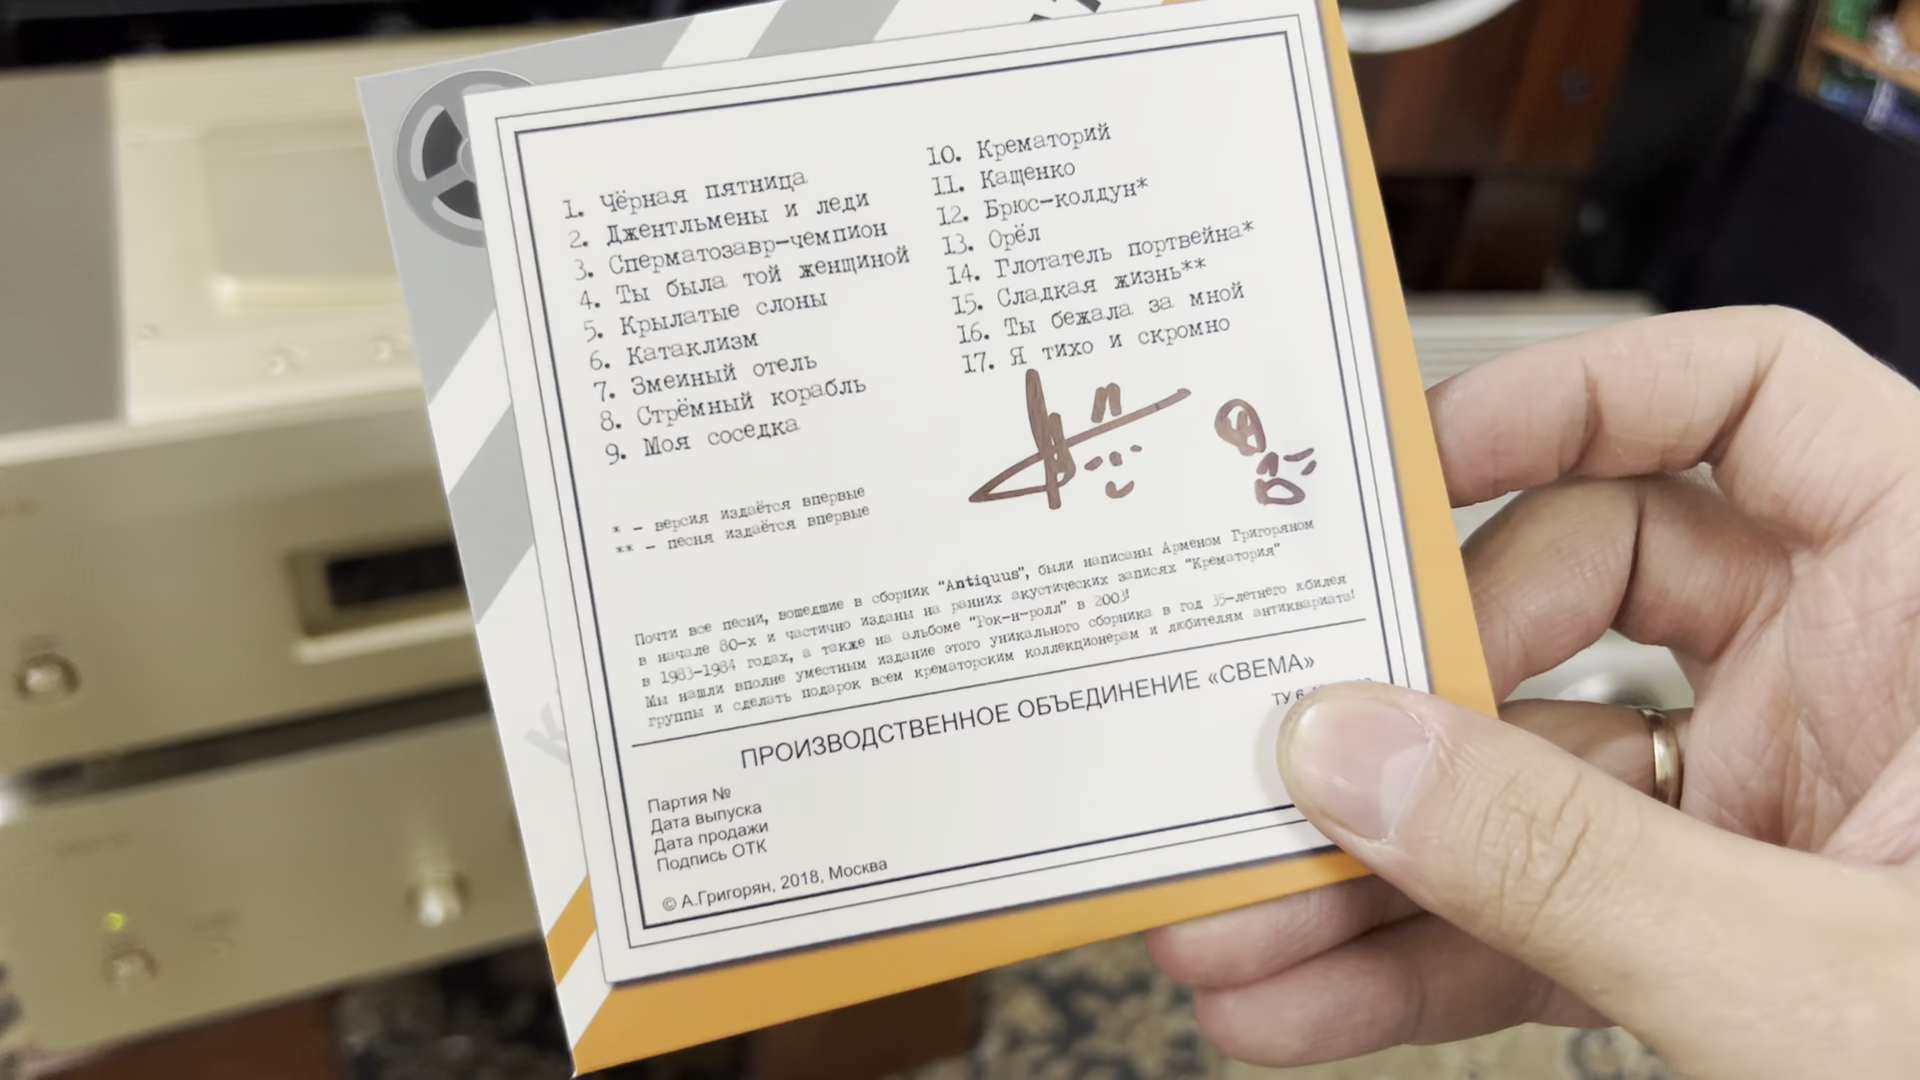 1. Чёрная пятница
2. Джентльмены и леди
3. Сперматозавр-чемпион
4. Ты была той женщиной
5. Крылатые слоны
6. Катаклизм
7. Змеиный отель
8. Стрёмный корабль
9. Моя соседка
10. Крематорий
11. Кащенко
12. Брюс-колдун*
13. Орёл
14. Глотатель портвейна*
15. Сладкая жизнь**
16. Ты бежала за мной
17. Я тихо и скромно
* - версия издаётся впервые
** - песня издаётся впервые
Почти все песни, вошедшие в сборник "Antiquus", были написаны Арменом Григоряном
в начале 80-х и частично изданы на ранних акустических записях "Крематория"
в 1983-1984 годах, а также на альбоме "Рок-н-ролл" в 2003!
Мы нашли вполне уместным издание этого уникального сборника в год 35-летнего юбилея
группы и сделать подарок всем крематорским коллекционерам и любителям антиквариата!
ПРОИЗВОДСТВЕННОЕ ОБЪЕДИНЕНИЕ «СВЕМА»
ТУ 6
Партия №
Дата выпуска
Дата продажи
Подпись ОТК
© А.Григорян, 2018, Москва